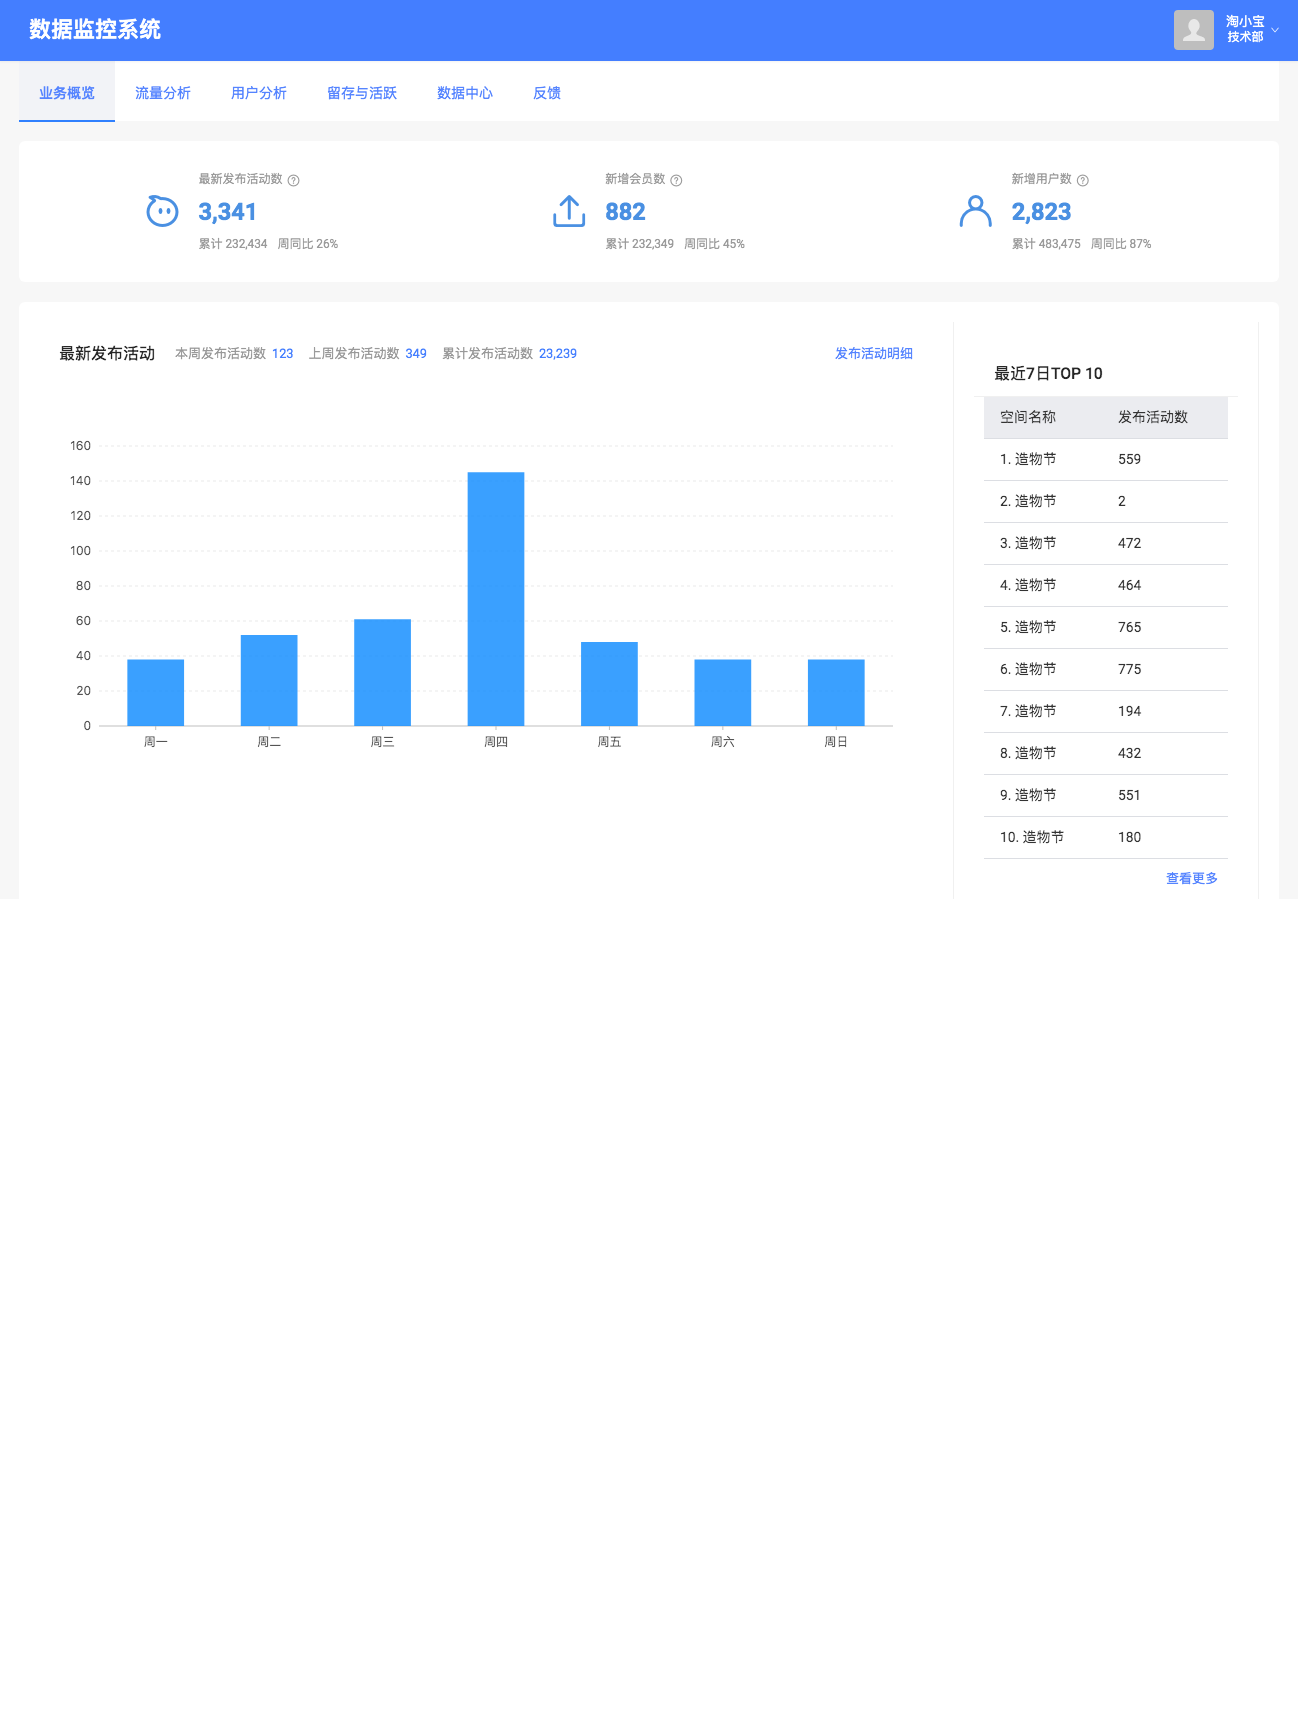 数据监控系统
淘小宝
技术部
业务概览 流量分析 用户分析 留存与活跃 数据中心 反馈
最新发布活动数
3,341
累计 232,434 周同比 26%
新增会员数
882
累计 232,349 周同比 45%
新增用户数
2,823
累计 483,475 周同比 87%
最新发布活动 本周发布活动数 123 上周发布活动数 349 累计发布活动数 23,239 发布活动明细
160
140
120
100
80
60
40
20
0
周一 周二 周三 周四 周五 周六 周日
最近7日TOP 10
空间名称 发布活动数
1. 造物节 559
2. 造物节 2
3. 造物节 472
4. 造物节 464
5. 造物节 765
6. 造物节 775
7. 造物节 194
8. 造物节 432
9. 造物节 551
10. 造物节 180
查看更多